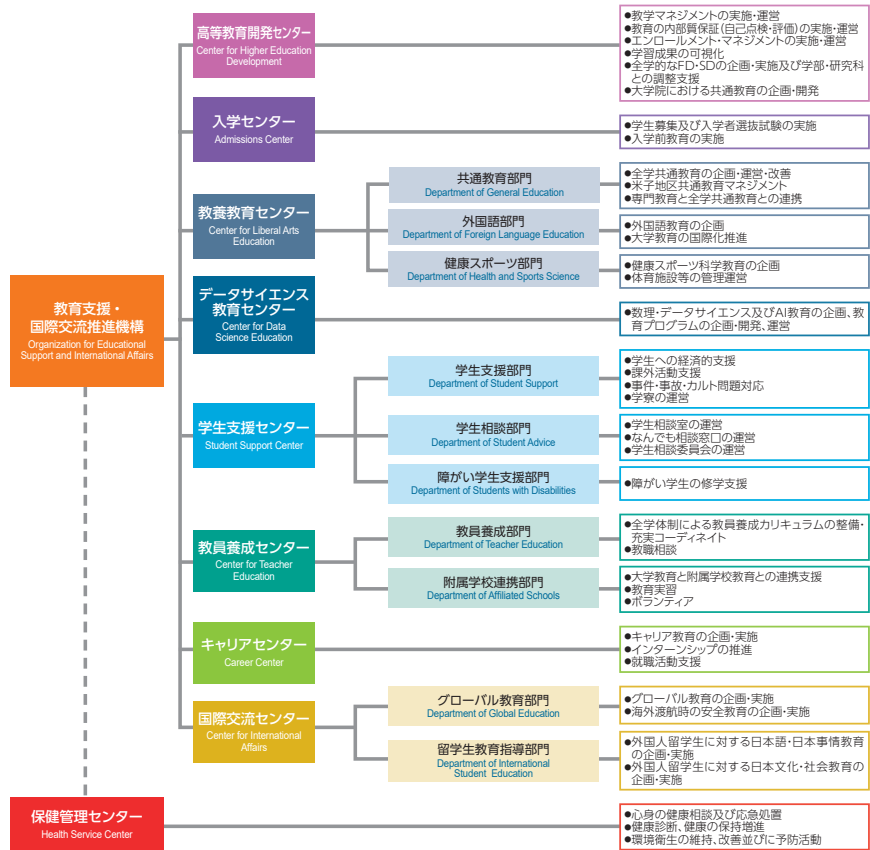 高等教育開発センター
Center for Higher Education
Development
●教学マネジメントの実施・運営
●教育の内部質保証(自己点検・評価)の実施・運営
●エンロールメント・マネジメントの実施・運営
●学習成果の可視化
●全学的なFD・SDの企画・実施及び学部・研究科
との調整支援
●大学院における共通教育の企画・開発
入学センター
Admissions Center
●学生募集及び入学者選抜試験の実施
●入学前教育の実施
教養教育センター
Center for Liberal Arts
Education
共通教育部門
Department of General Education
●全学共通教育の企画・運営・改善
●米子地区共通教育マネジメント
●専門教育と全学共通教育との連携
外国語部門
Department of Foreign Language Education
●外国語教育の企画
●大学教育の国際化推進
健康スポーツ部門
Department of Health and Sports Science
●健康スポーツ科学教育の企画
●体育施設等の管理運営
教育支援・
国際交流推進機構
Organization for Educational
Support and International Affairs
データサイエンス
教育センター
Center for Data
Science Education
●数理・データサイエンス及びAI教育の企画、教
育プログラムの企画・開発、運営
学生支援センター
Student Support Center
学生支援部門
Department of Student Support
●学生への経済的支援
●課外活動支援
●事件・事故・カルト問題対応
●学寮の運営
学生相談部門
Department of Student Advice
●学生相談室の運営
●なんでも相談窓口の運営
●学生相談委員会の運営
障がい学生支援部門
Department of Students with Disabilities
●障がい学生の修学支援
教員養成センター
Center for Teacher
Education
教員養成部門
Department of Teacher Education
●全学体制による教員養成カリキュラムの整備・
充実コーディネイト
●教職相談
附属学校連携部門
Department of Affiliated Schools
●大学教育と附属学校教育との連携支援
●教育実習
●ボランティア
キャリアセンター
Career Center
●キャリア教育の企画・実施
●インターンシップの推進
●就職活動支援
国際交流センター
Center for International
Affairs
グローバル教育部門
Department of Global Education
●グローバル教育の企画・実施
●海外渡航時の安全教育の企画・実施
留学生教育指導部門
Department of International
Student Education
●外国人留学生に対する日本語・日本事情教育
の企画・実施
●外国人留学生に対する日本文化・社会教育の
企画・実施
保健管理センター
Health Service Center
●心身の健康相談及び応急処置
●健康診断、健康の保持増進
●環境衛生の維持、改善並びに予防活動